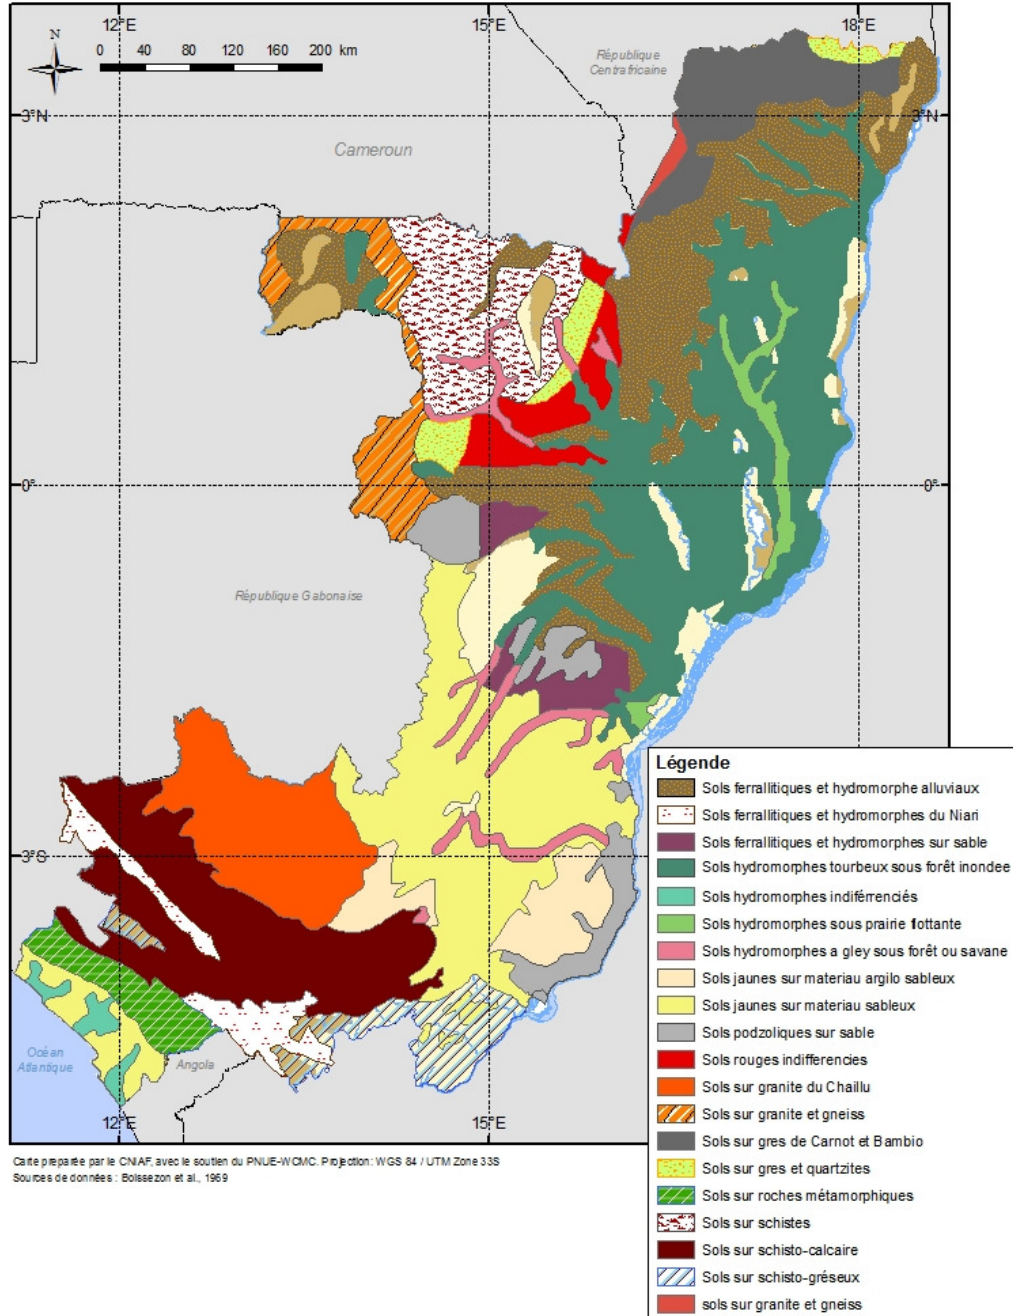 12°E
15°E
18°E
N
0 40 80 120 160 200 km
République
Centrafricaine
3°N
3°N
Cameroun
0°
0°
République Gabonaise
3°S
Océan
Atlantique
Angola
12°E
15°E
Légende
Sols ferrallitiques et hydromorphe alluviaux
Sols ferrallitiques et hydromorphes du Niari
Sols ferrallitiques et hydromorphes sur sable
Sols hydromorphes tourbeux sous forêt inondee
Sols hydromorphes indiférrenciés
Sols hydromorphes sous prairie flottante
Sols hydromorphes a gley sous forêt ou savane
Sols jaunes sur materiau argilo sableux
Sols jaunes sur materiau sableux
Sols podzoliques sur sable
Sols rouges indifferencies
Sols sur granite du Chaillu
Sols sur granite et gneiss
Sols sur gres de Carnot et Bambio
Sols sur gres et quartzites
Sols sur roches métamorphiques
Sols sur schistes
Sols sur schisto-calcaire
Sols sur schisto-gréseux
sols sur granite et gneiss
Carte preparée par le CNIAF, avec le soutien du PNUE-WCMC. Projection: WGS 84 / UTM Zone 33S
Sources de données : Boissezon et al., 1969